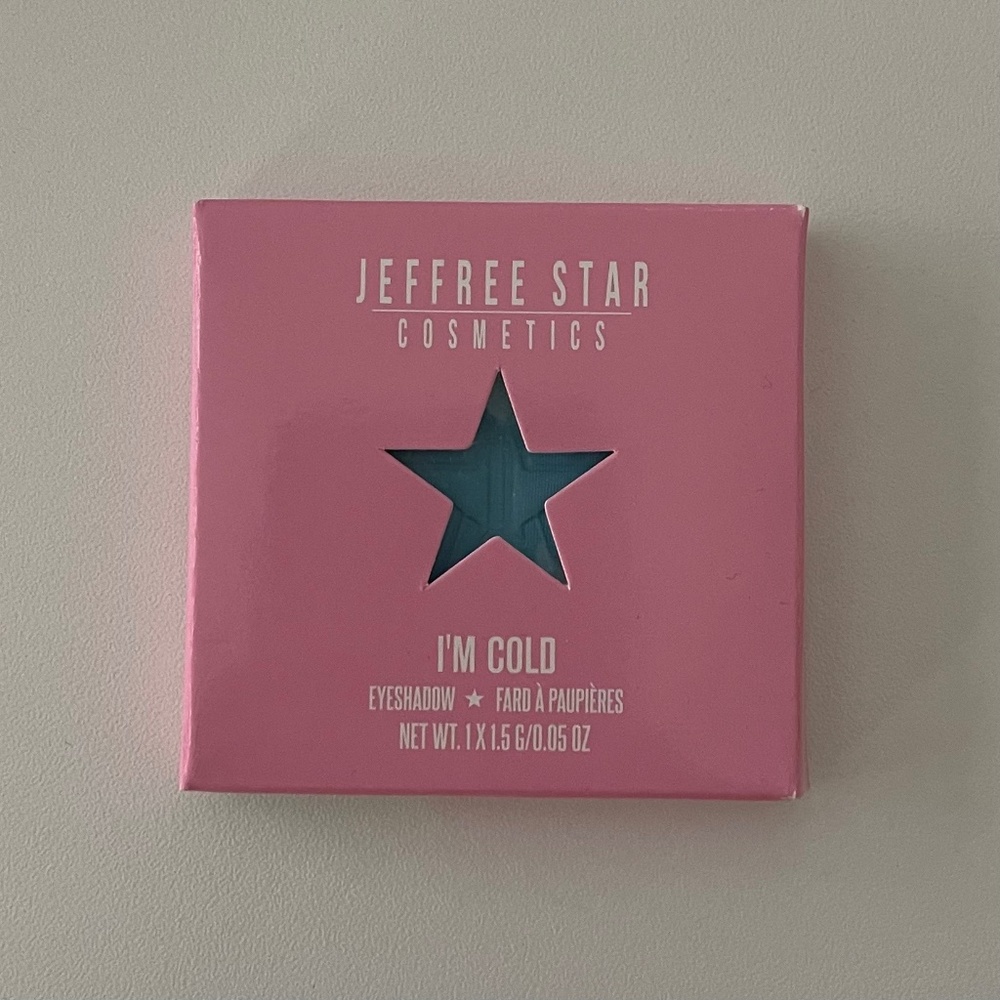 JEFFREE STAR
COSMETICS
I'M COLD
EYESHADOW ★ FARD À PAUPIÈRES
NET WT. 1 X 1.5 G/0.05 OZ